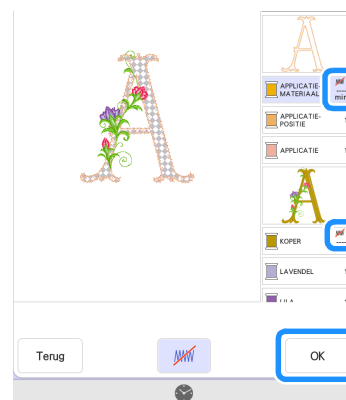 APPLICATIE-
MATERIAAL
min
APPLICATIE-
POSITIE
APPLICATIE
KOPER
LAVENDEL
LILA
Terug
OK